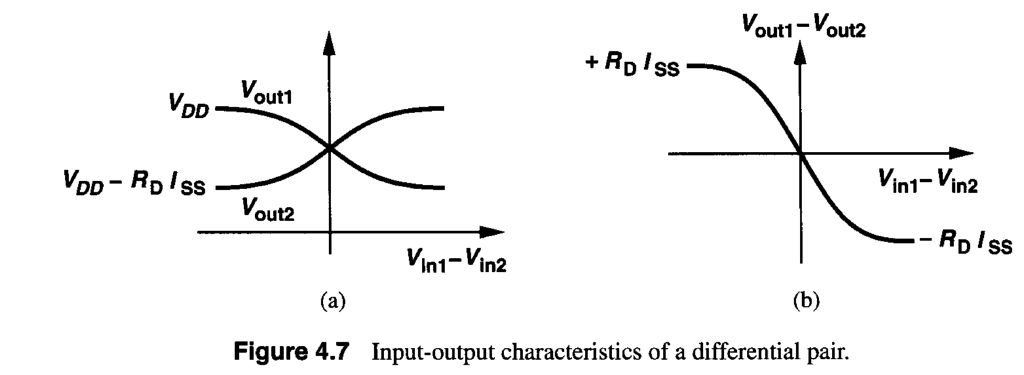 V_DD
V_out1
V_DD – R_D I_SS
V_out2
V_in1–V_in2
(a)
V_out1–V_out2
+ R_D I_SS
V_in1–V_in2
– R_D I_SS
(b)
Figure 4.7 Input-output characteristics of a differential pair.